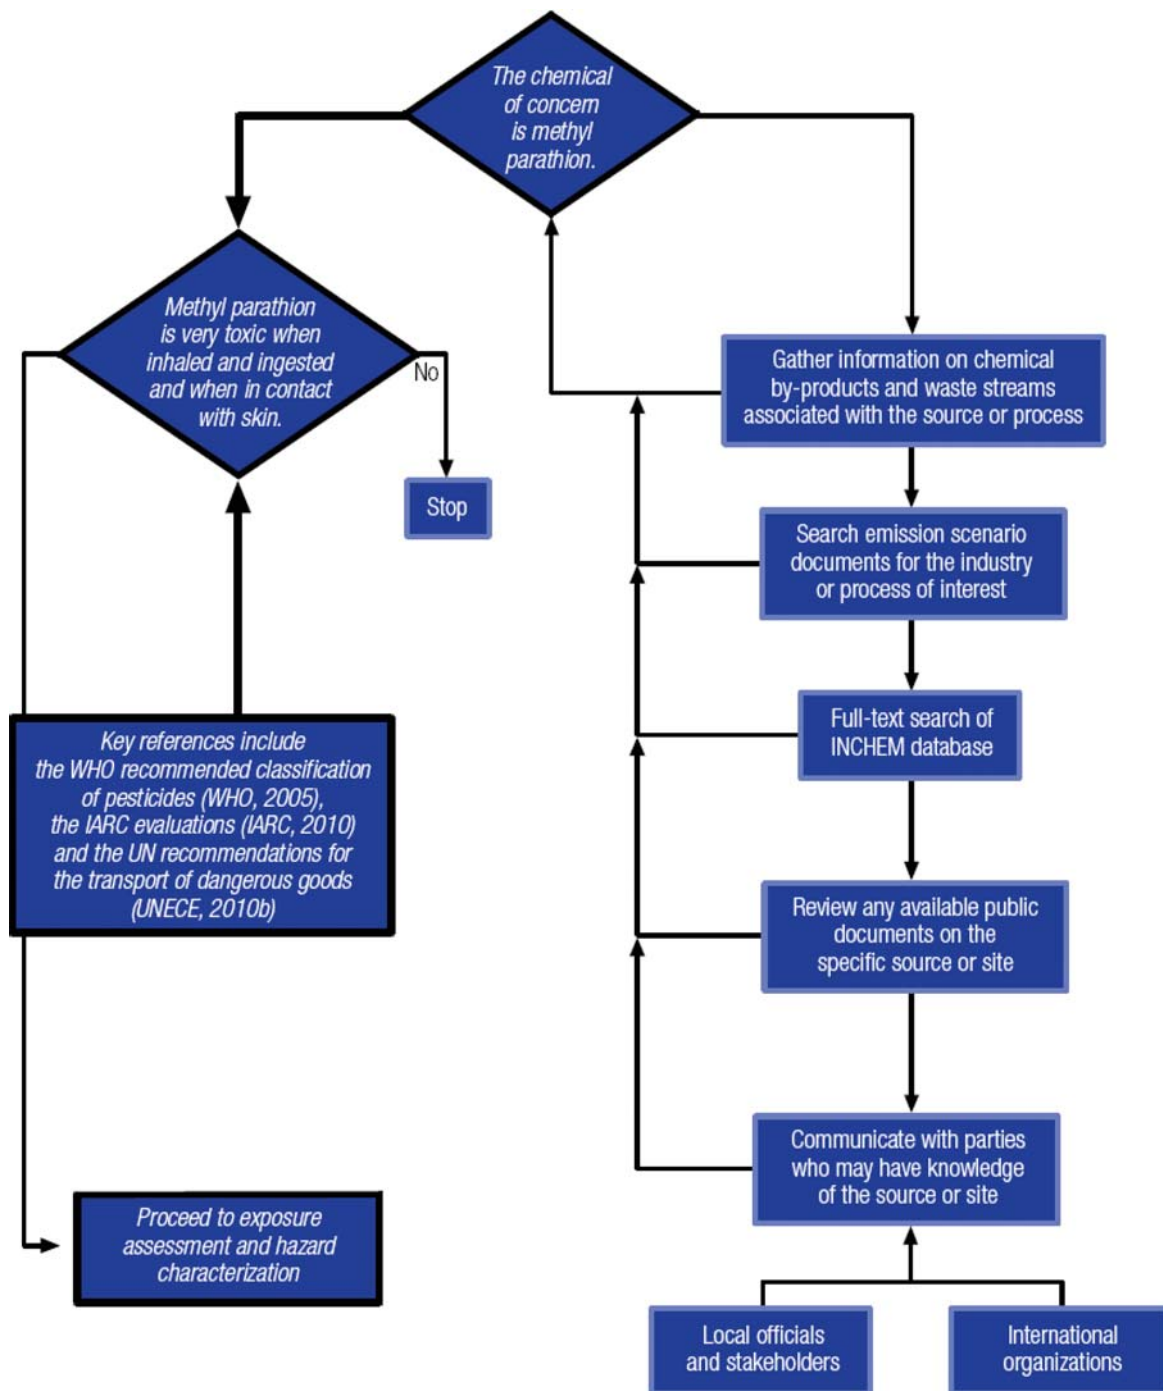 The chemical
of concern
is methyl
parathion.
Methyl parathion
is very toxic when
inhaled and ingested
and when in contact
with skin.
No
Stop
Key references include
the WHO recommended classification
of pesticides (WHO, 2005),
the IARC evaluations (IARC, 2010)
and the UN recommendations for
the transport of dangerous goods
(UNECE, 2010b)
Proceed to exposure
assessment and hazard
characterization
Gather information on chemical
by-products and waste streams
associated with the source or process
Search emission scenario
documents for the industry
or process of interest
Full-text search of
INCHEM database
Review any available public
documents on the
specific source or site
Communicate with parties
who may have knowledge
of the source or site
Local officials
and stakeholders
International
organizations